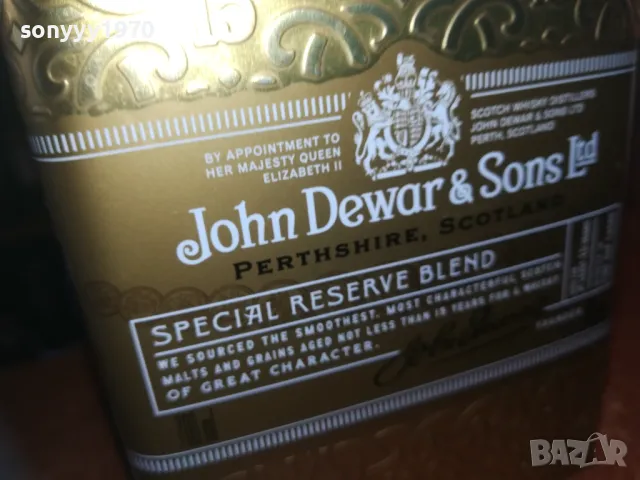 sonyye1970
15
BY APPOINTMENT TO
HER MAJESTY QUEEN
ELIZABETH II
SCOTCH WHISKY DISTILLERS
JOHN DEWAR & SONS LTD
PERTH, SCOTLAND
John Dewar & Sons Ltd
PERTHSHIRE, SCOTLAND
SPECIAL RESERVE BLEND
WE SOURCED THE SMOOTHEST, MOST CHARACTERFUL SCOTCH
MALTS AND GRAINS AGED NOT LESS THAN 15 YEARS FOR A WHISKY
OF GREAT CHARACTER.
BAZAR